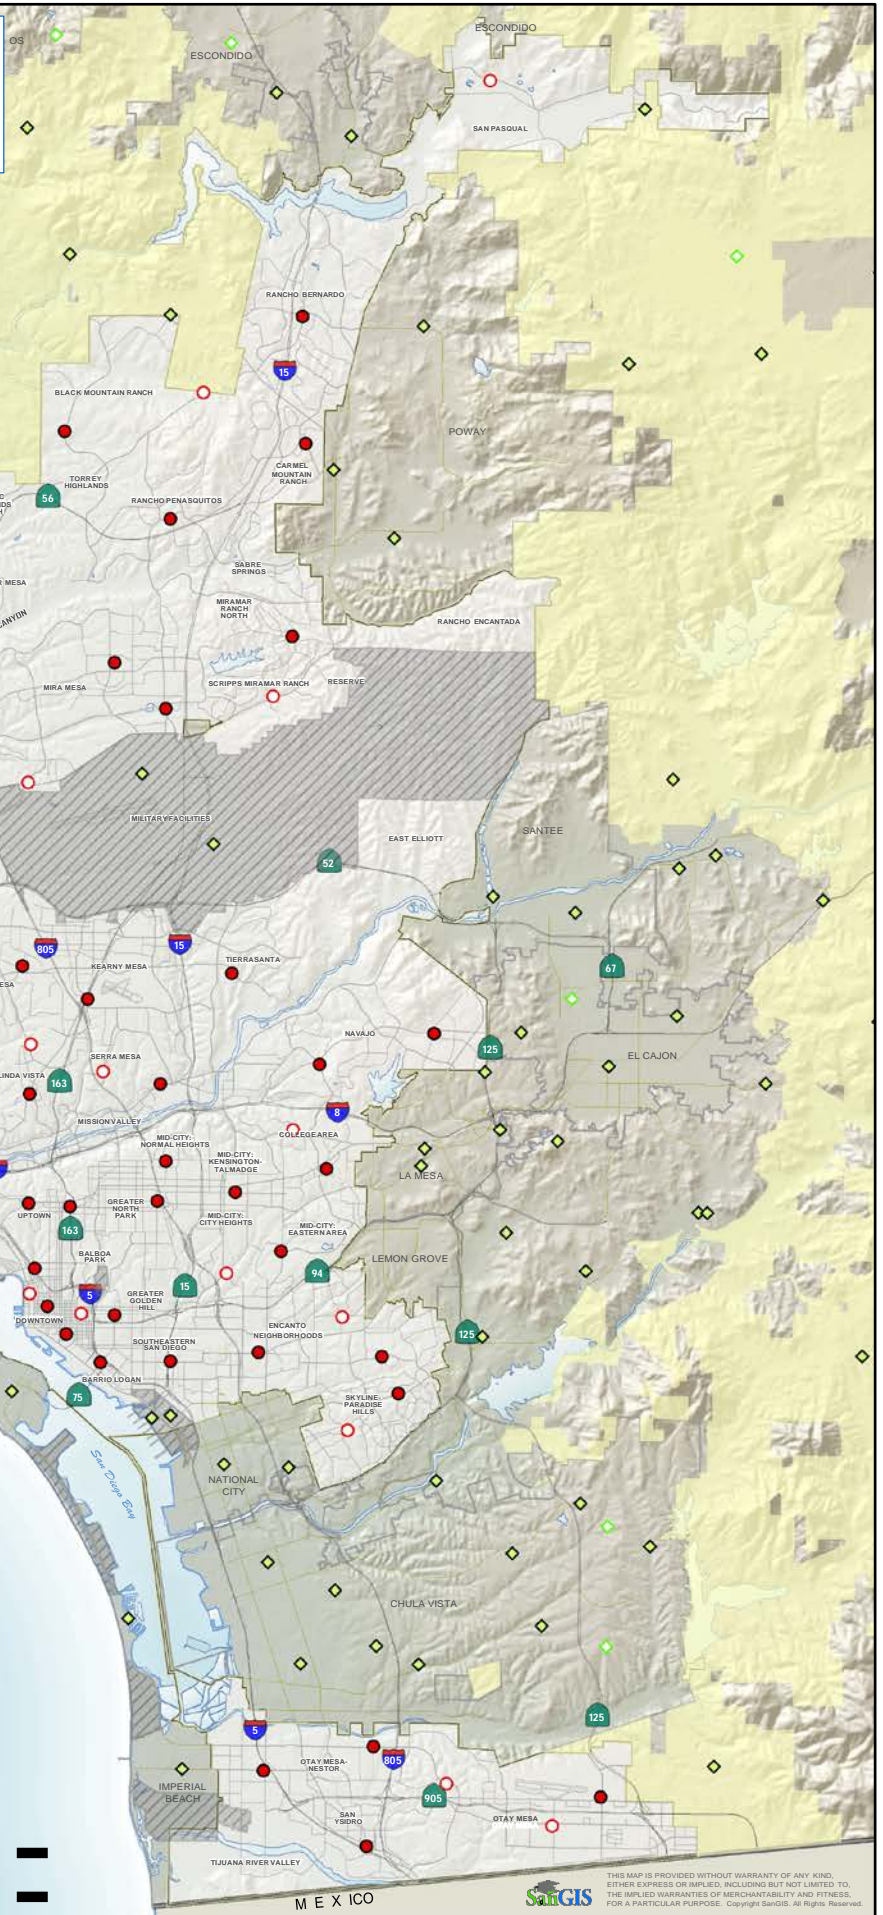 OS
ESCONDIDO
ESCONDIDO
SAN PASQUAL
RANCHO BERNARDO
15
BLACK MOUNTAIN RANCH
POWAY
CARMEL
MOUNTAIN
RANCH
TORREY
HIGHLANDS
56
RANCHO PENASQUITOS
SABRE
SPRINGS
MESA
MIRAMAR
RANCH
NORTH
CANYON
RANCHO ENCANTADA
MIRA MESA
SCRIPPS MIRAMAR RANCH
RESERVE
MILITARY FACILITIES
SANTEE
EAST ELLIOTT
52
805
15
TIERRASANTA
KEARNY MESA
67
ESA
NAVAJO
125
SERRA MESA
EL CAJON
LINDA VISTA
163
8
MISSION VALLEY
COLLEGE AREA
MID-CITY:
NORMAL HEIGHTS
MID-CITY:
KENSINGTON-
TALMADGE
LA MESA
UPTOWN
GREATER
NORTH
PARK
MID-CITY:
CITY HEIGHTS
MID-CITY:
EASTERN AREA
163
BALBOA
PARK
LEMON GROVE
94
15
5
GREATER
GOLDEN
HILL
DOWNTOWN
ENCANTO
NEIGHBORHOODS
125
SOUTHEASTERN
SAN DIEGO
BARRIO LOGAN
75
SKYLINE-
PARADISE
HILLS
San Diego Bay
NATIONAL
CITY
CHULA VISTA
125
5
805
OTAY MESA-
NESTOR
IMPERIAL
BEACH
905
SAN
YSIDRO
OTAY MESA
TIJUANA RIVER VALLEY
MEXICO
SanGIS
THIS MAP IS PROVIDED WITHOUT WARRANTY OF ANY KIND,
EITHER EXPRESS OR IMPLIED, INCLUDING BUT NOT LIMITED TO,
THE IMPLIED WARRANTIES OF MERCHANTABILITY AND FITNESS,
FOR A PARTICULAR PURPOSE. Copyright SanGIS. All Rights Reserved.